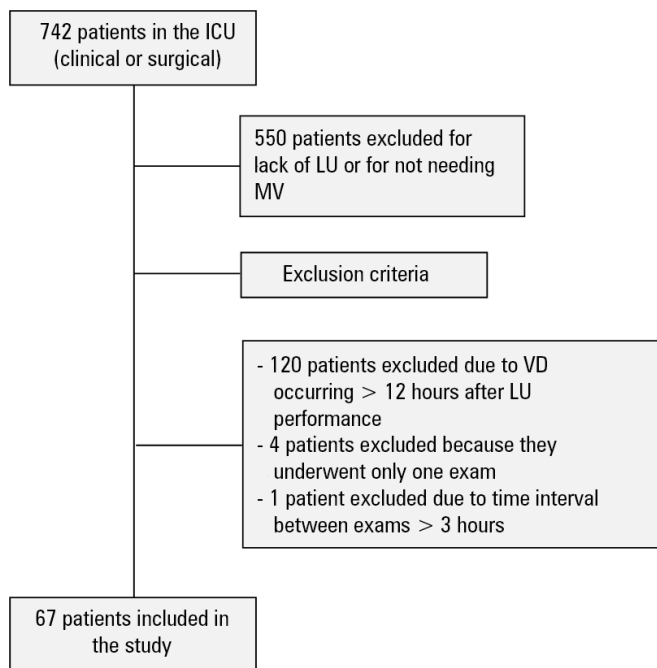 742 patients in the ICU
(clinical or surgical)
550 patients excluded for
lack of LU or for not needing
MV
Exclusion criteria
- 120 patients excluded due to VD
occurring > 12 hours after LU
performance
- 4 patients excluded because they
underwent only one exam
- 1 patient excluded due to time interval
between exams > 3 hours
67 patients included in
the study